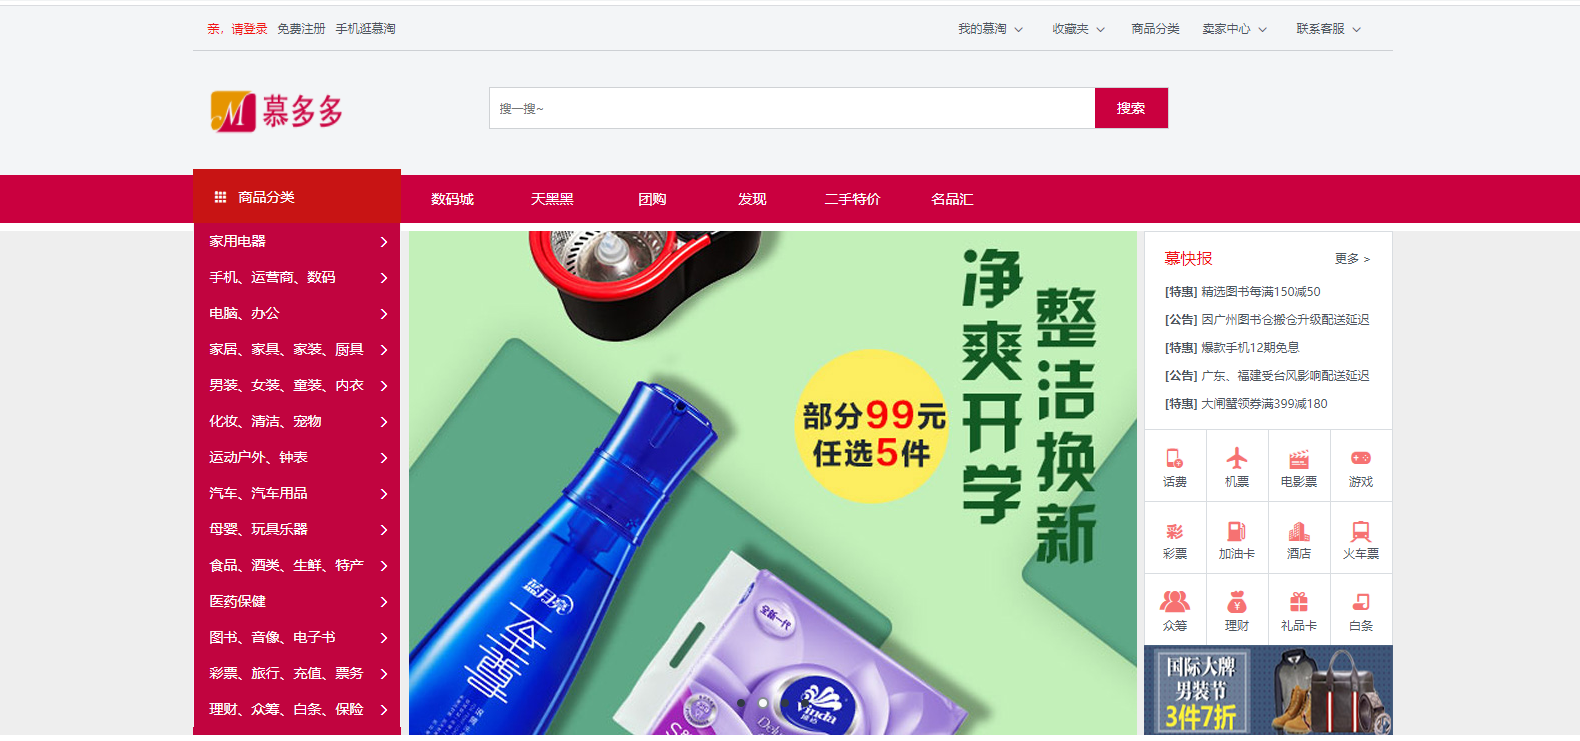 亲，请登录 免费注册 手机逛慕淘
我的慕淘 收藏夹 商品分类 卖家中心 联系客服
M 慕多多
搜一搜~
搜索
商品分类
数码城 天黑黑 团购 发现 二手特价 名品汇
家用电器
手机、运营商、数码
电脑、办公
家居、家具、家装、厨具
男装、女装、童装、内衣
化妆、清洁、宠物
运动户外、钟表
汽车、汽车用品
母婴、玩具乐器
食品、酒类、生鲜、特产
医药保健
图书、音像、电子书
彩票、旅行、充值、票务
理财、众筹、白条、保险
净爽开学
整洁换新
部分99元
任选5件
蓝月亮
至尊
全新一代
Vinda
维达
慕快报
更多 >
[特惠] 精选图书每满150减50
[公告] 因广州图书仓搬仓升级配送延迟
[特惠] 爆款手机12期免息
[公告] 广东、福建受台风影响配送延迟
[特惠] 大闸蟹领券满399减180
话费 机票 电影票 游戏
彩
彩票 加油卡 酒店 火车票
众筹 理财 礼品卡 白条
国际大牌
男装节
3件7折